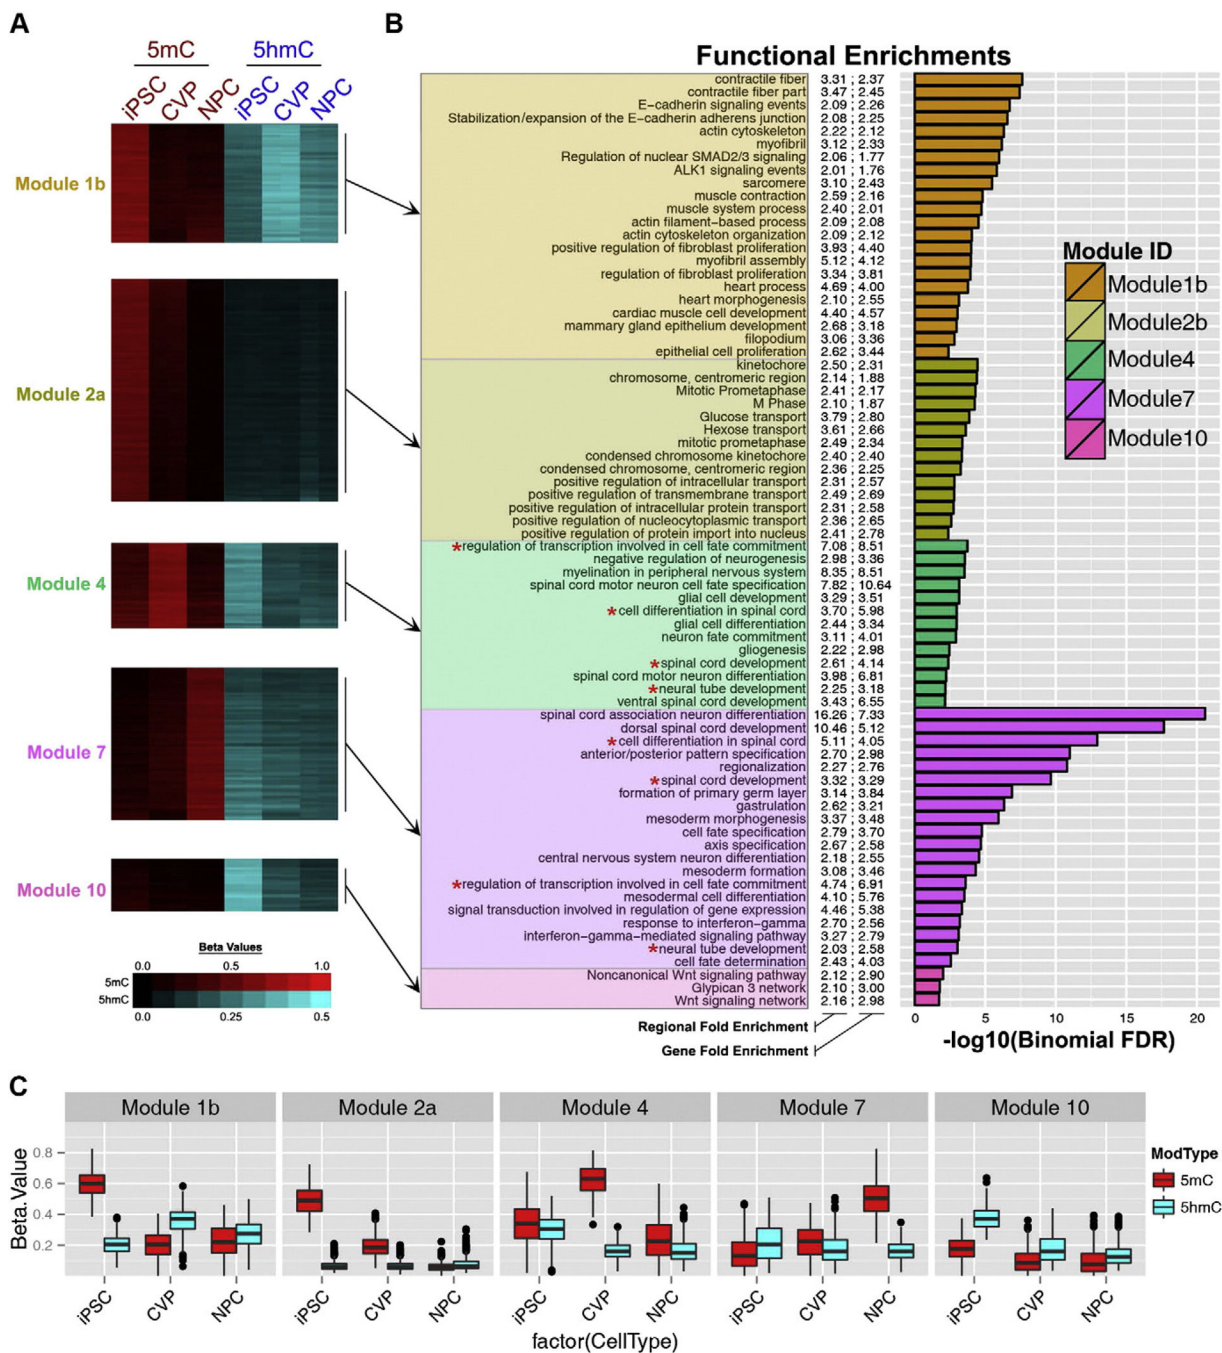 A
5mC 5hmC
iPSC CVP NPC iPSC CVP NPC
Module 1b
Module 2a
Module 4
Module 7
Module 10
Beta Values
0.0 0.5 1.0
5mC
5hmC
0.0 0.25 0.5
B
Functional Enrichments
contractile fiber 3.31 ; 2.37
contractile fiber part 3.47 ; 2.45
E-cadherin signaling events 2.09 ; 2.26
Stabilization/expansion of the E-cadherin adherens junction 2.08 ; 2.25
actin cytoskeleton 2.22 ; 2.12
myofibril 3.12 ; 2.33
Regulation of nuclear SMAD2/3 signaling 2.06 ; 1.77
ALK1 signaling events 2.01 ; 1.76
sarcomere 3.10 ; 2.43
muscle contraction 2.59 ; 2.16
muscle system process 2.40 ; 2.01
actin filament-based process 2.09 ; 2.08
actin cytoskeleton organization 2.09 ; 2.12
positive regulation of fibroblast proliferation 3.93 ; 4.40
myofibril assembly 5.12 ; 4.12
regulation of fibroblast proliferation 3.34 ; 3.81
heart process 4.69 ; 4.00
heart morphogenesis 2.10 ; 2.55
cardiac muscle cell development 4.40 ; 4.57
mammary gland epithelium development 2.68 ; 3.18
filopodium 3.06 ; 3.36
epithelial cell proliferation 2.62 ; 3.44
kinetochore 2.50 ; 2.31
chromosome, centromeric region 2.14 ; 1.88
Mitotic Prometaphase 2.41 ; 2.17
M Phase 2.10 ; 1.87
Glucose transport 3.79 ; 2.80
Hexose transport 3.61 ; 2.66
mitotic prometaphase 2.49 ; 2.34
condensed chromosome kinetochore 2.40 ; 2.40
condensed chromosome, centromeric region 2.36 ; 2.25
positive regulation of intracellular transport 2.31 ; 2.57
positive regulation of transmembrane transport 2.49 ; 2.69
positive regulation of intracellular protein transport 2.31 ; 2.58
positive regulation of nucleocytoplasmic transport 2.36 ; 2.65
positive regulation of protein import into nucleus 2.41 ; 2.78
*regulation of transcription involved in cell fate commitment 7.08 ; 8.51
negative regulation of neurogenesis 2.98 ; 3.36
myelination in peripheral nervous system 8.35 ; 8.51
spinal cord motor neuron cell fate specification 7.82 ; 10.64
glial cell development 3.29 ; 3.51
*cell differentiation in spinal cord 3.70 ; 5.98
glial cell differentiation 2.44 ; 3.34
neuron fate commitment 3.11 ; 4.01
gliogenesis 2.22 ; 2.98
*spinal cord development 2.61 ; 4.14
spinal cord motor neuron differentiation 3.98 ; 6.81
*neural tube development 2.25 ; 3.18
ventral spinal cord development 3.43 ; 6.55
spinal cord association neuron differentiation 16.26 ; 7.33
dorsal spinal cord development 10.46 ; 5.12
*cell differentiation in spinal cord 5.11 ; 4.05
anterior/posterior pattern specification 2.70 ; 2.98
regionalization 2.27 ; 2.76
*spinal cord development 3.32 ; 3.29
formation of primary germ layer 3.14 ; 3.84
gastrulation 2.62 ; 3.21
mesoderm morphogenesis 3.37 ; 3.48
cell fate specification 2.79 ; 3.70
axis specification 2.67 ; 2.58
central nervous system neuron differentiation 2.18 ; 2.55
mesoderm formation 3.08 ; 3.46
*regulation of transcription involved in cell fate commitment 4.74 ; 6.91
mesodermal cell differentiation 4.10 ; 5.76
signal transduction involved in regulation of gene expression 4.46 ; 5.38
response to interferon-gamma 2.70 ; 2.56
interferon-gamma-mediated signaling pathway 3.27 ; 2.79
*neural tube development 2.03 ; 2.58
cell fate determination 2.43 ; 4.03
Noncanonical Wnt signaling pathway 2.12 ; 2.90
Glypican 3 network 2.10 ; 3.00
Wnt signaling network 2.16 ; 2.98
Regional Fold Enrichment
Gene Fold Enrichment
0 5 10 15 20
-log10(Binomial FDR)
Module ID
Module1b
Module2b
Module4
Module7
Module10
C
Module 1b Module 2a Module 4 Module 7 Module 10
Beta.Value
0.8
0.6
0.4
0.2
iPSC CVP NPC iPSC CVP NPC iPSC CVP NPC iPSC CVP NPC iPSC CVP NPC
factor(CellType)
ModType
5mC
5hmC